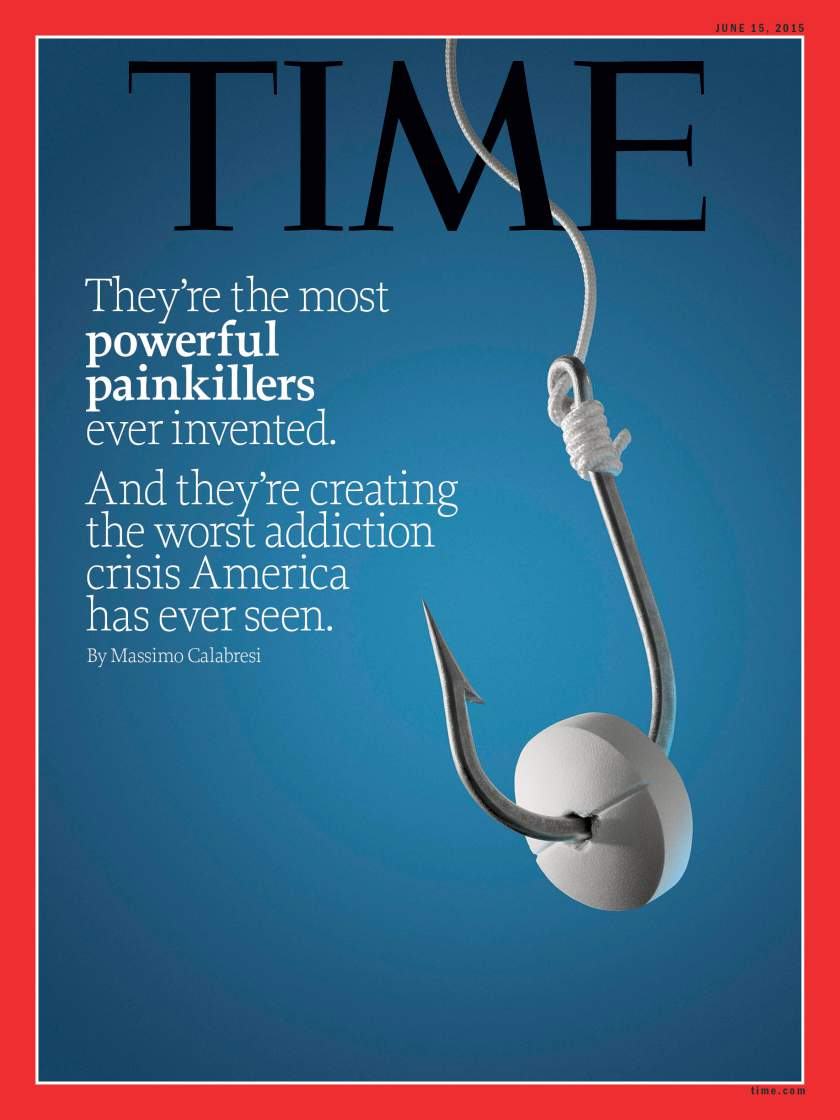 JUNE 15, 2015
TIME
They’re the most
powerful
painkillers
ever invented.
And they’re creating
the worst addiction
crisis America
has ever seen.
By Massimo Calabresi
time.com